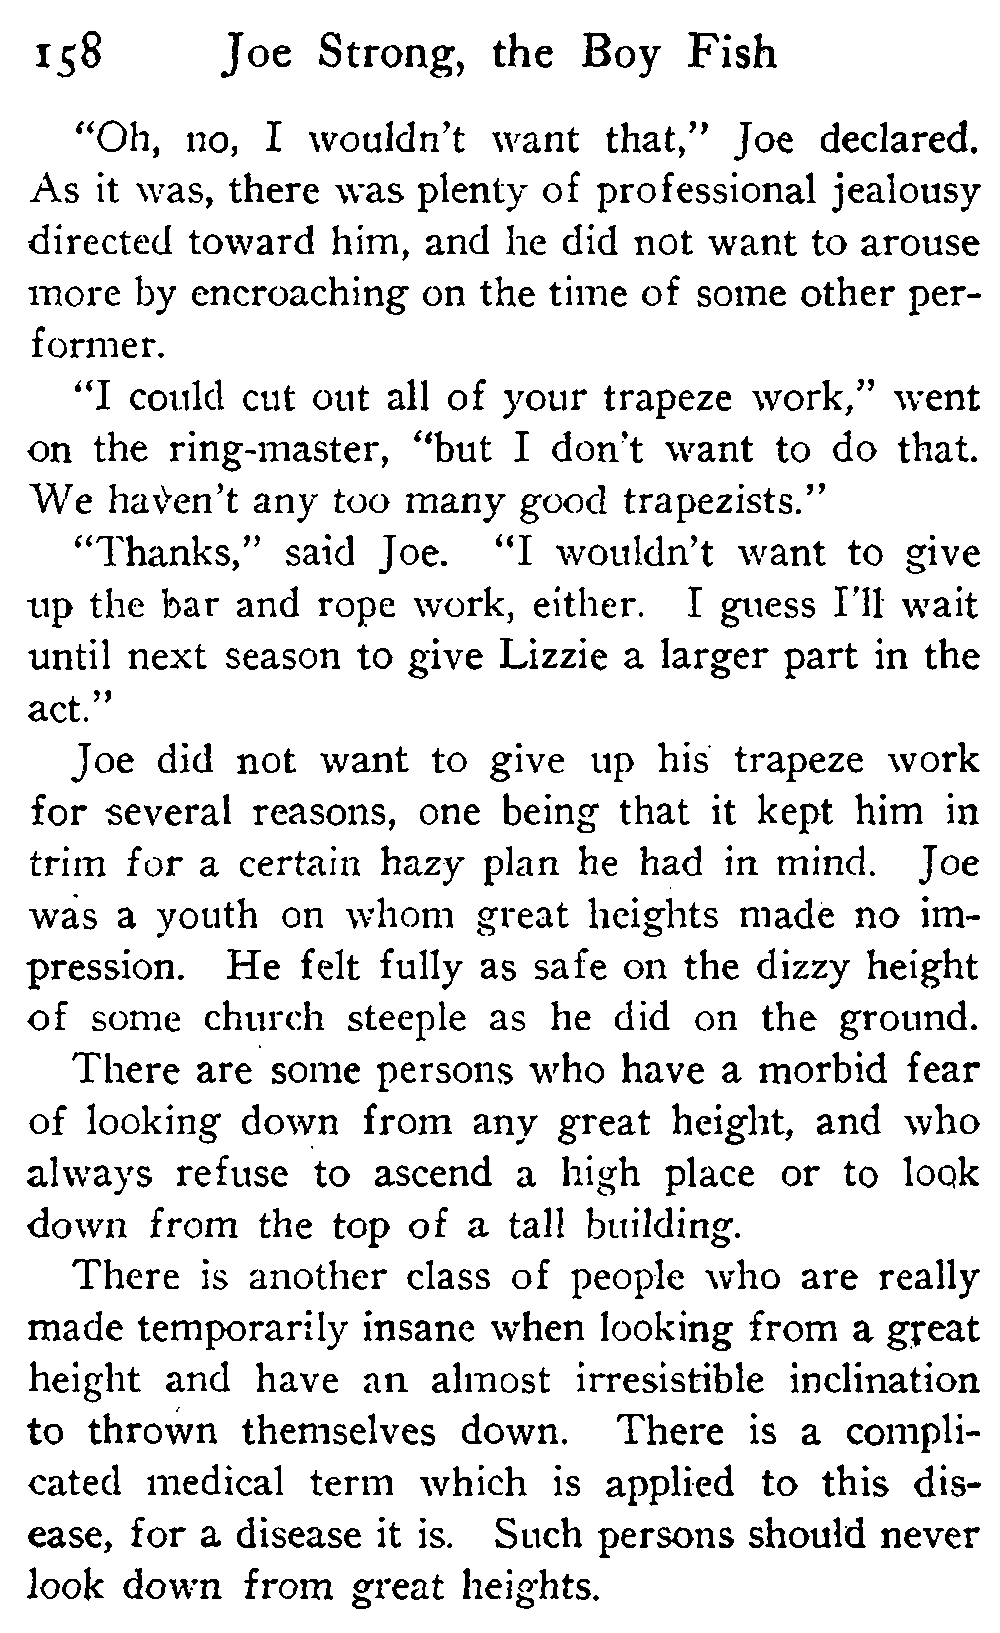 158 Joe Strong, the Boy Fish
“Oh, no, I wouldn’t want that,” Joe declared.
As it was, there was plenty of professional jealousy
directed toward him, and he did not want to arouse
more by encroaching on the time of some other per-
former.
“I could cut out all of your trapeze work,” went
on the ring-master, “but I don’t want to do that.
We haven’t any too many good trapezists.”
“Thanks,” said Joe. “I wouldn’t want to give
up the bar and rope work, either. I guess I’ll wait
until next season to give Lizzie a larger part in the
act.”
Joe did not want to give up his trapeze work
for several reasons, one being that it kept him in
trim for a certain hazy plan he had in mind. Joe
was a youth on whom great heights made no im-
pression. He felt fully as safe on the dizzy height
of some church steeple as he did on the ground.
There are some persons who have a morbid fear
of looking down from any great height, and who
always refuse to ascend a high place or to look
down from the top of a tall building.
There is another class of people who are really
made temporarily insane when looking from a great
height and have an almost irresistible inclination
to thrown themselves down. There is a compli-
cated medical term which is applied to this dis-
ease, for a disease it is. Such persons should never
look down from great heights.